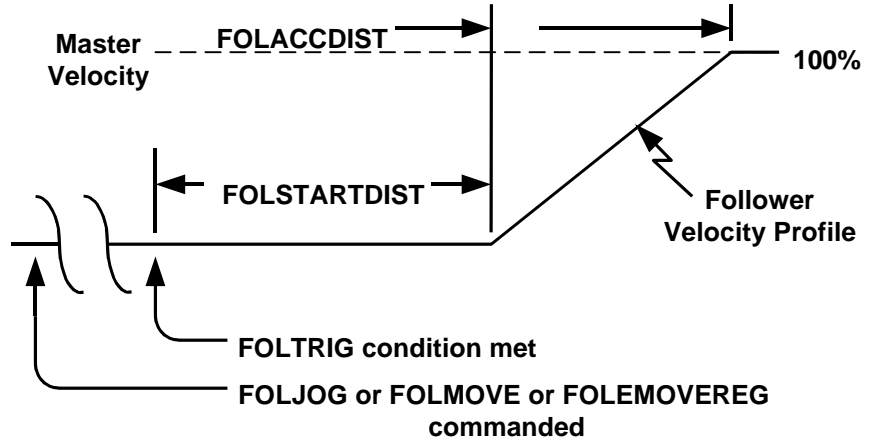 FOLACCDIST
Master
Velocity
100%
FOLSTARTDIST
Follower
Velocity Profile
FOLTRIG condition met
FOLJOG or FOLMOVE or FOLEMOVEREG
commanded